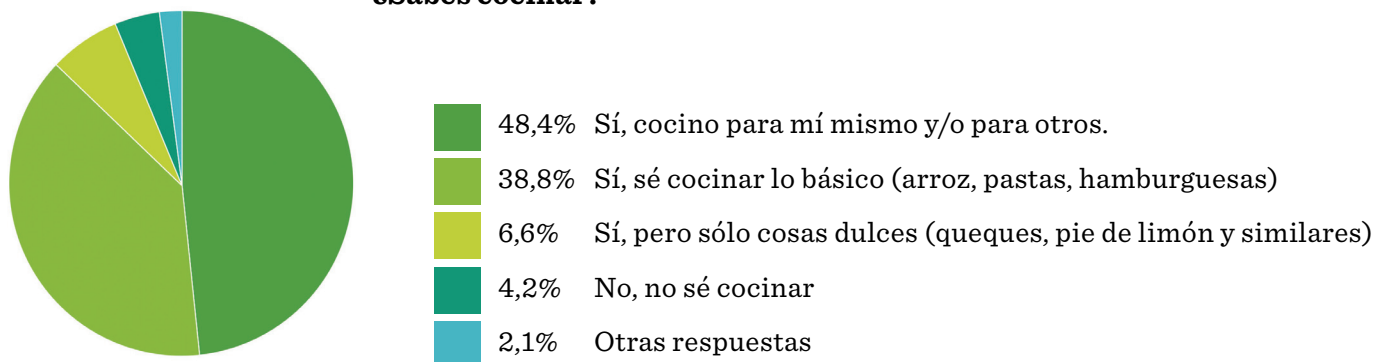 ¿Sabes cocinar?
48,4% Sí, cocino para mí mismo y/o para otros.
38,8% Sí, sé cocinar lo básico (arroz, pastas, hamburguesas)
6,6% Sí, pero sólo cosas dulces (queques, pie de limón y similares)
4,2% No, no sé cocinar
2,1% Otras respuestas